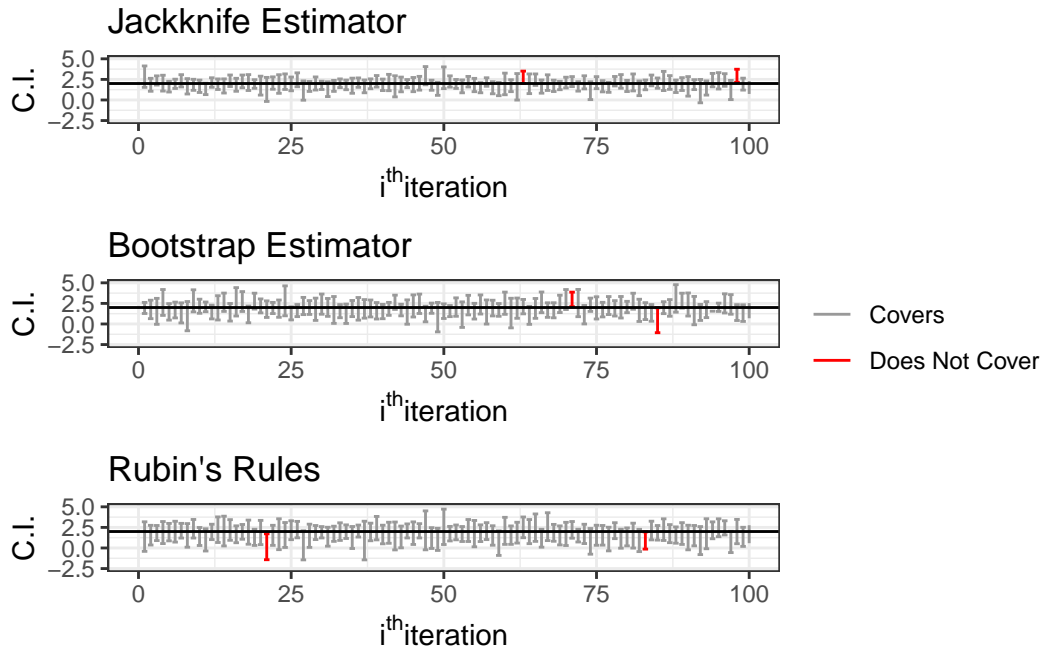 Jackknife Estimator
C.I.
5.0
2.5
0.0
−2.5
0 25 50 75 100
i^th iteration
Bootstrap Estimator
C.I.
5.0
2.5
0.0
−2.5
0 25 50 75 100
i^th iteration
Covers
Does Not Cover
Rubin's Rules
C.I.
5.0
2.5
0.0
−2.5
0 25 50 75 100
i^th iteration